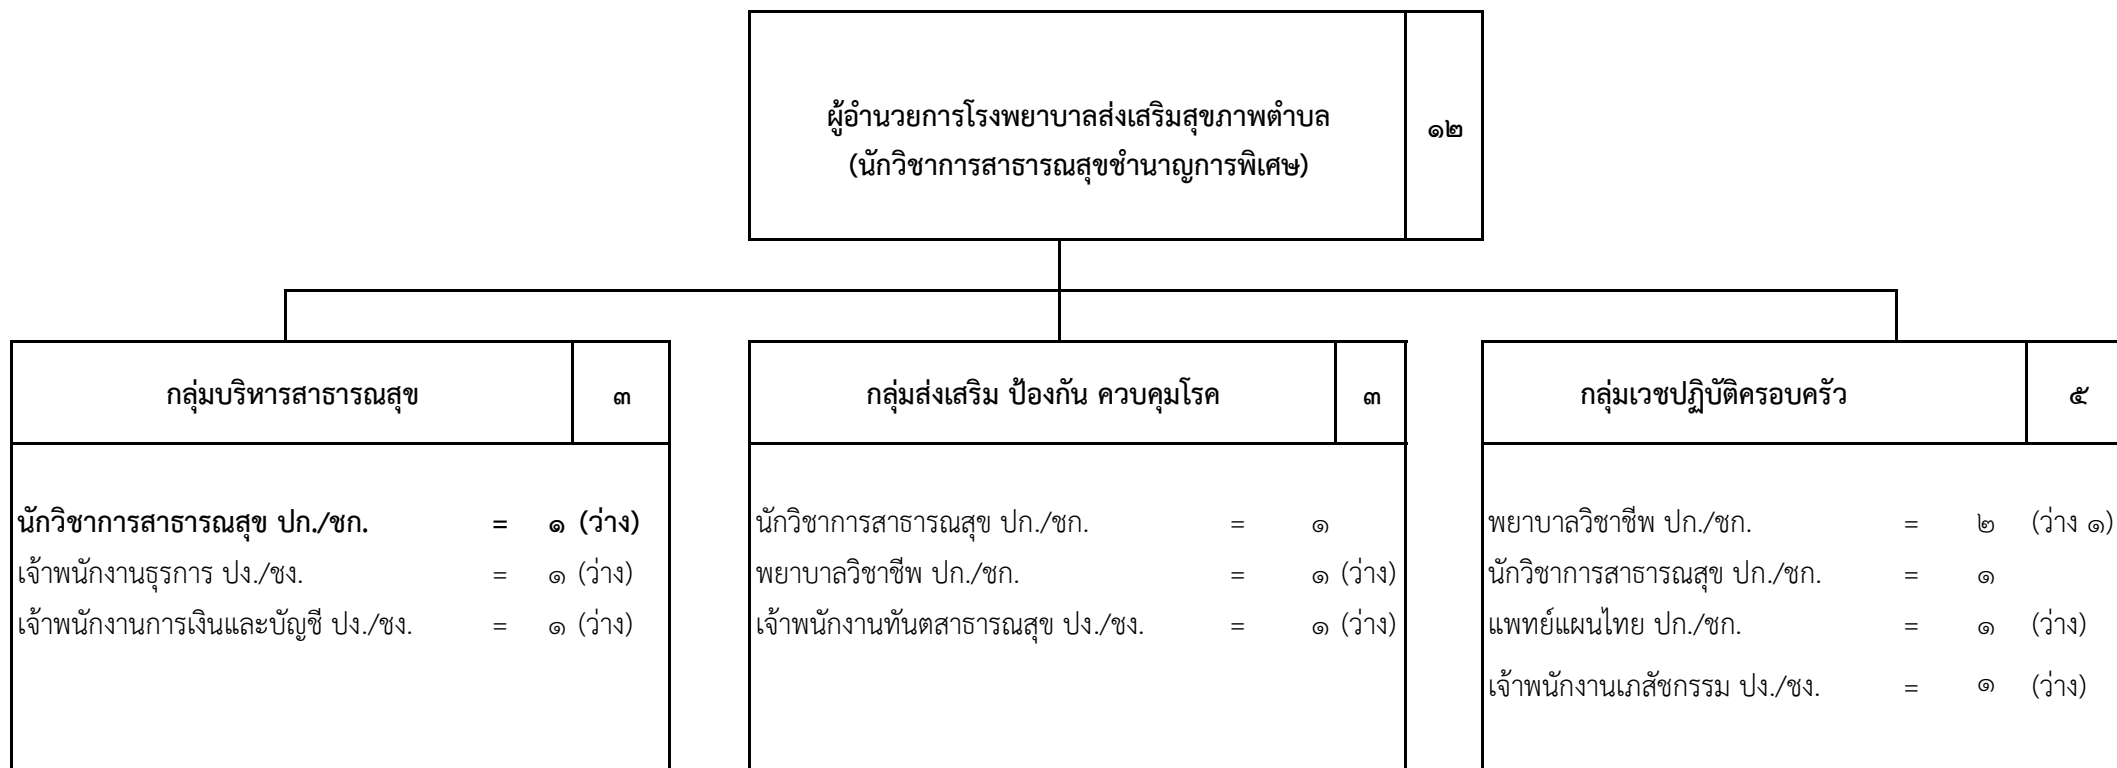 ผู้อำนวยการโรงพยาบาลส่งเสริมสุขภาพตำบล
(นักวิชาการสาธารณสุขชำนาญการพิเศษ)
๑๒
กลุ่มบริหารสาธารณสุข ๓
นักวิชาการสาธารณสุข ปก./ชก. = ๑ (ว่าง)
เจ้าพนักงานธุรการ ปง./ชง. = ๑ (ว่าง)
เจ้าพนักงานการเงินและบัญชี ปง./ชง. = ๑ (ว่าง)
กลุ่มส่งเสริม ป้องกัน ควบคุมโรค ๓
นักวิชาการสาธารณสุข ปก./ชก. = ๑
พยาบาลวิชาชีพ ปก./ชก. = ๑ (ว่าง)
เจ้าพนักงานทันตสาธารณสุข ปง./ชง. = ๑ (ว่าง)
กลุ่มเวชปฏิบัติครอบครัว ๕
พยาบาลวิชาชีพ ปก./ชก. = ๒ (ว่าง ๑)
นักวิชาการสาธารณสุข ปก./ชก. = ๑
แพทย์แผนไทย ปก./ชก. = ๑ (ว่าง)
เจ้าพนักงานเภสัชกรรม ปง./ชง. = ๑ (ว่าง)